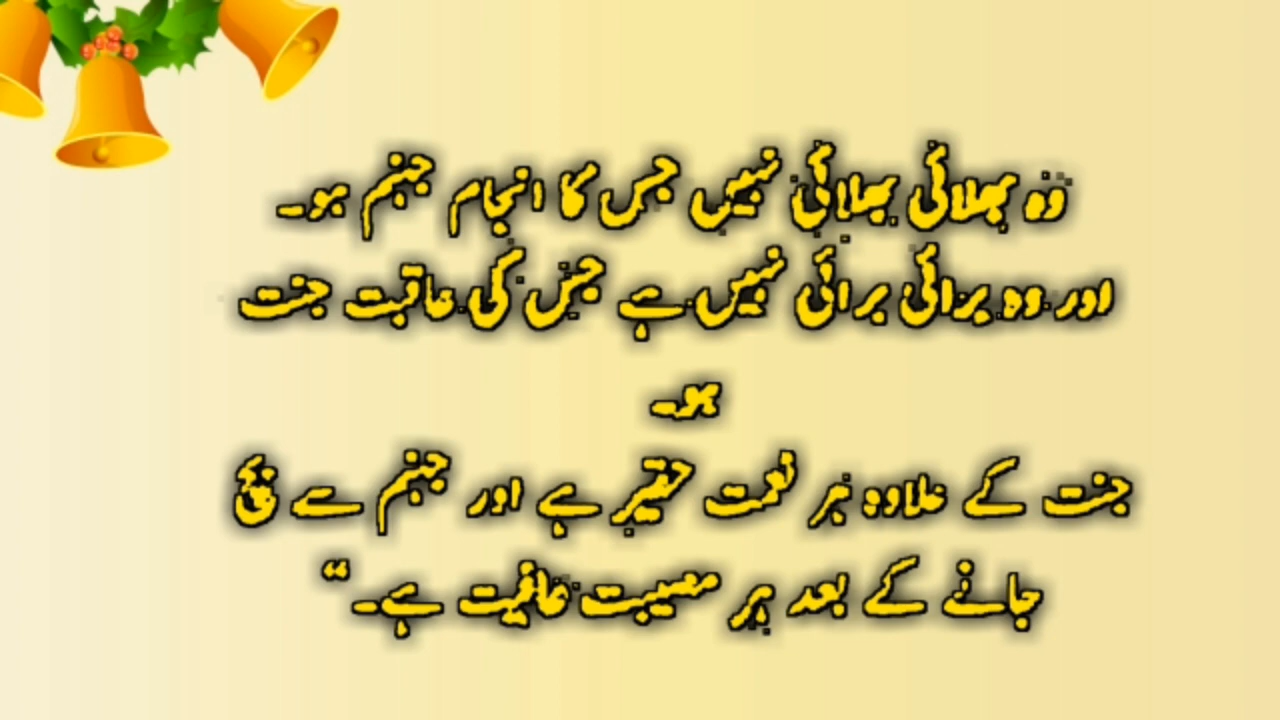 وہ بھلائی بھلائی نہیں جس کا انجام جہنم ہو۔
اور وہ برائی برائی نہیں ہے جس کی عاقبت جنت
ہو۔
جنت کے علاوہ ہر نعمت حقیر ہے اور جہنم سے بچ
جانے کے بعد ہر مصیبت عافیت ہے۔“